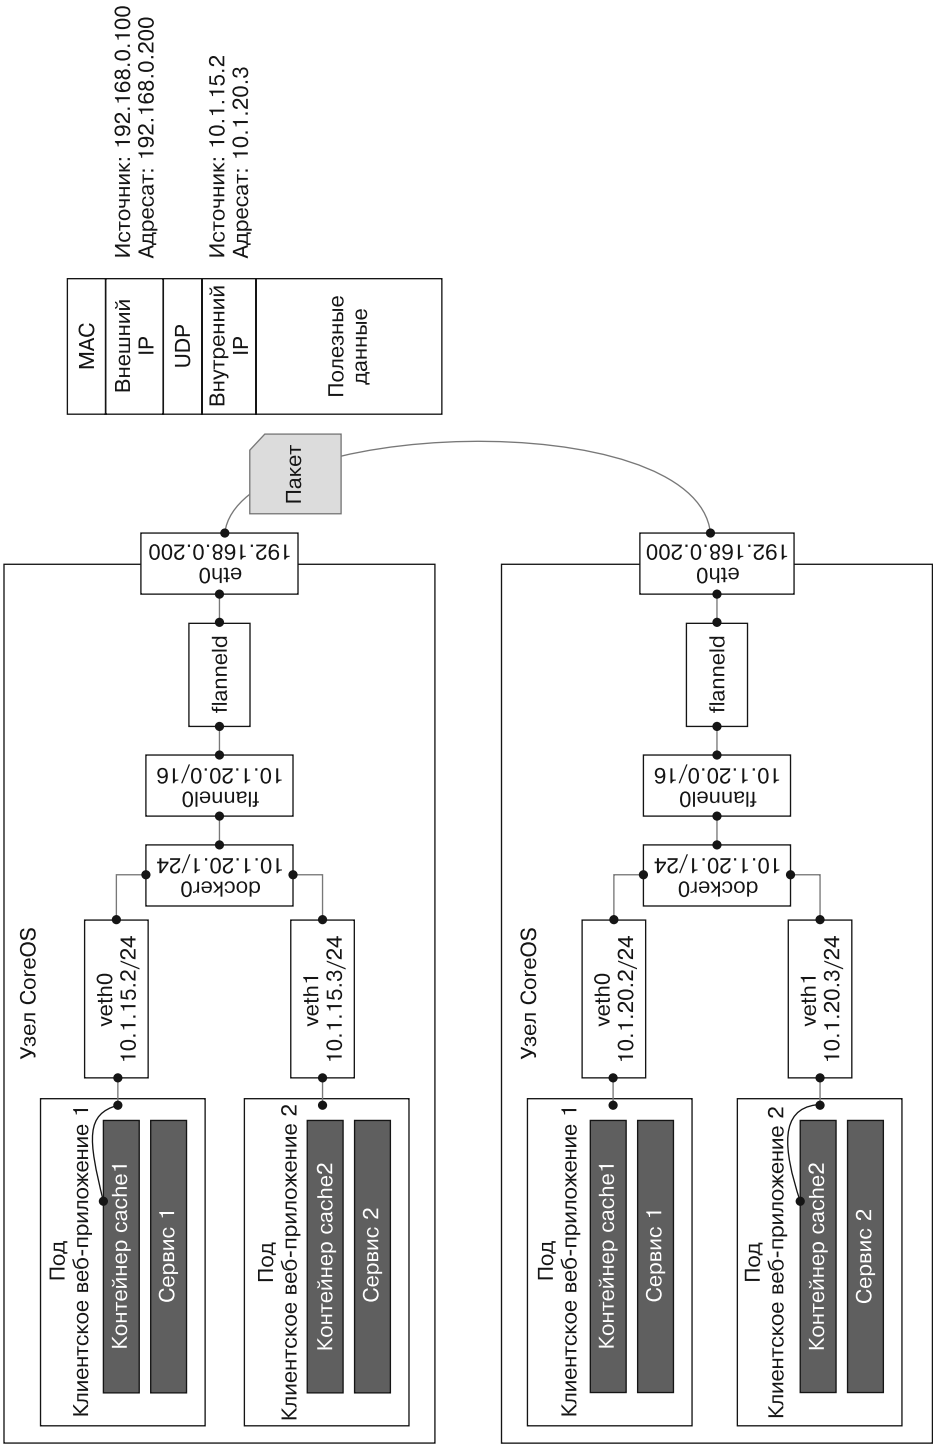 MAC
Внешний
IP
UDP
Внутренний
IP
Полезные
данные
Источник: 192.168.0.100
Адресат: 192.168.0.200
Источник: 10.1.15.2
Адресат: 10.1.20.3
Пакет
Узел CoreOS
Под
Клиентское веб-приложение 1
Контейнер cache1
Сервис 1
veth0
10.1.15.2/24
Под
Клиентское веб-приложение 2
Контейнер cache2
Сервис 2
veth1
10.1.15.3/24
docker0
10.1.20.1/24
flannel0
10.1.20.0/16
flanneld
eth0
192.168.0.200
Узел CoreOS
Под
Клиентское веб-приложение 1
Контейнер cache1
Сервис 1
veth0
10.1.20.2/24
Под
Клиентское веб-приложение 2
Контейнер cache2
Сервис 2
veth1
10.1.20.3/24
docker0
10.1.20.1/24
flannel0
10.1.20.0/16
flanneld
eth0
192.168.0.200